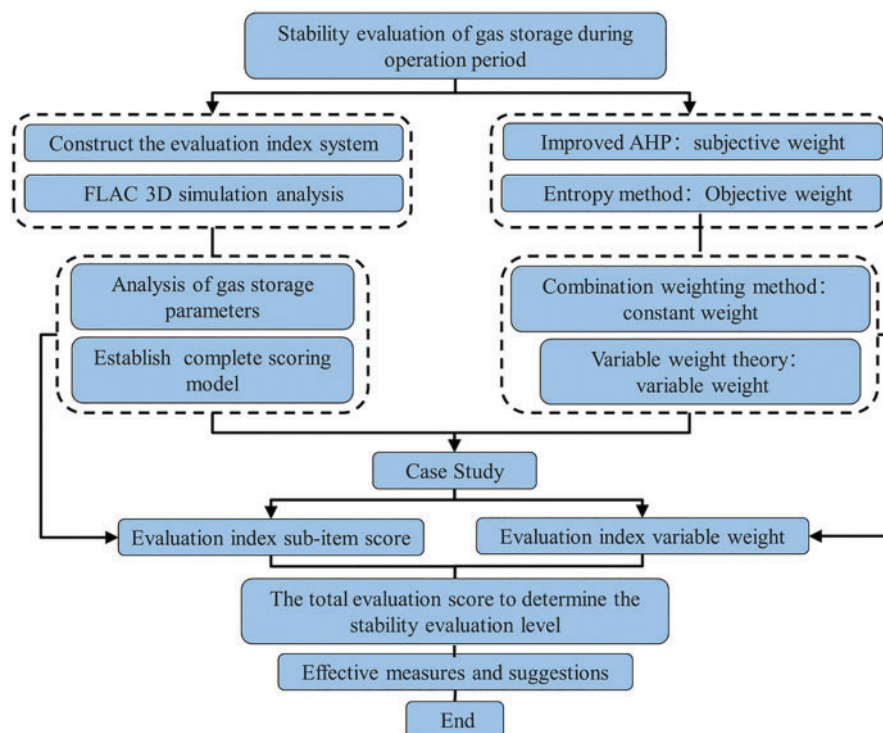 Stability evaluation of gas storage during
operation period
Construct the evaluation index system
FLAC 3D simulation analysis
Improved AHP：subjective weight
Entropy method：Objective weight
Analysis of gas storage
parameters
Establish complete scoring
model
Combination weighting method：
constant weight
Variable weight theory：
variable weight
Case Study
Evaluation index sub-item score
Evaluation index variable weight
The total evaluation score to determine the
stability evaluation level
Effective measures and suggestions
End